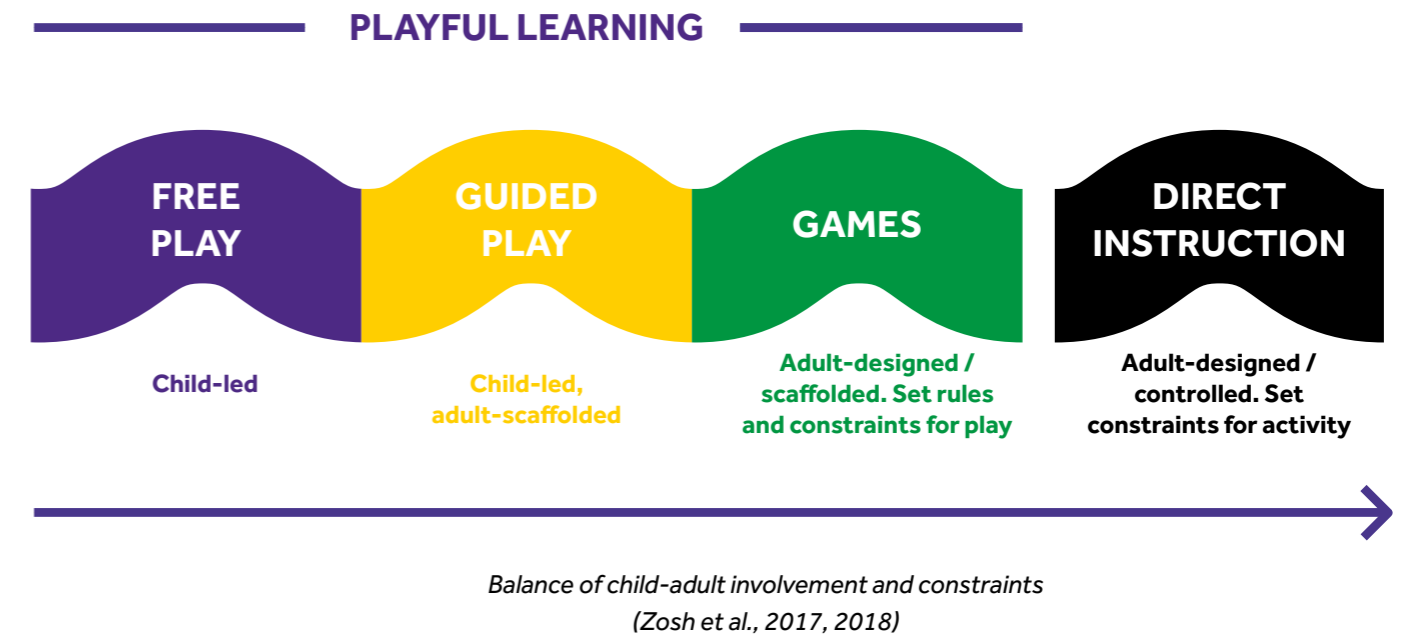 PLAYFUL LEARNING
FREE
PLAY
GUIDED
PLAY
GAMES
DIRECT
INSTRUCTION
Child-led
Child-led,
adult-scaffolded
Adult-designed /
scaffolded. Set rules
and constraints for play
Adult-designed /
controlled. Set
constraints for activity
Balance of child-adult involvement and constraints
(Zosh et al., 2017, 2018)